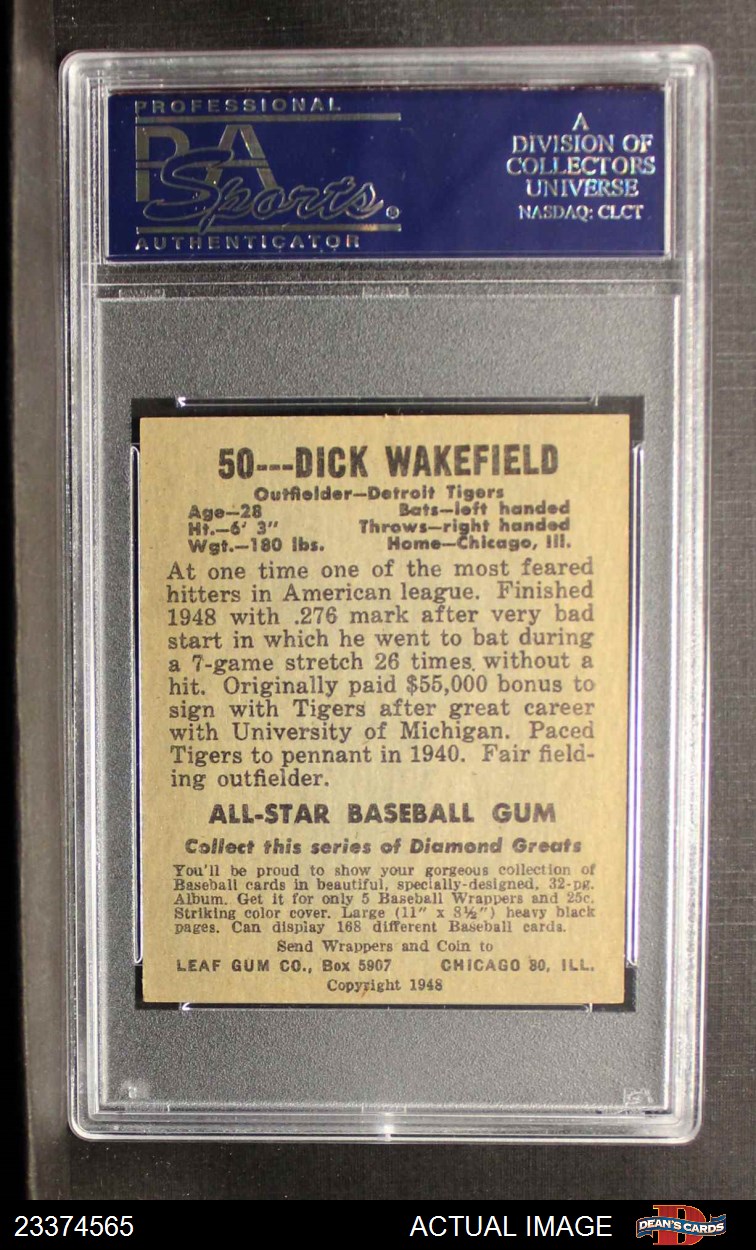 PROFESSIONAL
PSA
Sports®
AUTHENTICATOR
A
DIVISION OF
COLLECTORS
UNIVERSE
NASDAQ: CLCT
50---DICK WAKEFIELD
Outfielder—Detroit Tigers
Age—28 Bats—left handed
Ht.—6' 3" Throws—right handed
Wgt.—180 lbs. Home—Chicago, Ill.
At one time one of the most feared
hitters in American league. Finished
1948 with .276 mark after very bad
start in which he went to bat during
a 7-game stretch 26 times without a
hit. Originally paid $55,000 bonus to
sign with Tigers after great career
with University of Michigan. Paced
Tigers to pennant in 1940. Fair field-
ing outfielder.
ALL-STAR BASEBALL GUM
Collect this series of Diamond Greats
You'll be proud to show your gorgeous collection of
Baseball cards in beautiful, specially-designed, 32-pg.
Album. Get it for only 5 Baseball Wrappers and 25c.
Striking color cover. Large (11" x 8½") heavy black
pages. Can display 168 different Baseball cards.
Send Wrappers and Coin to
LEAF GUM CO., Box 5907 CHICAGO 80, ILL.
Copyright 1948
23374565 ACTUAL IMAGE DEAN'S CARDS